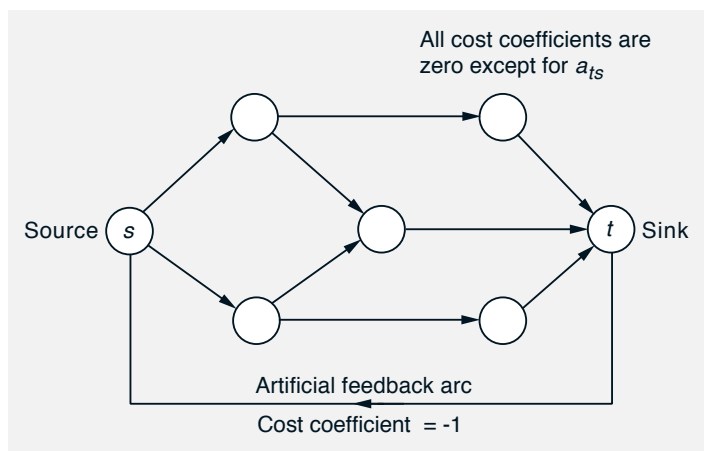 All cost coefficients are
zero except for a_ts
Source
s
t
Sink
Artificial feedback arc
Cost coefficient = -1